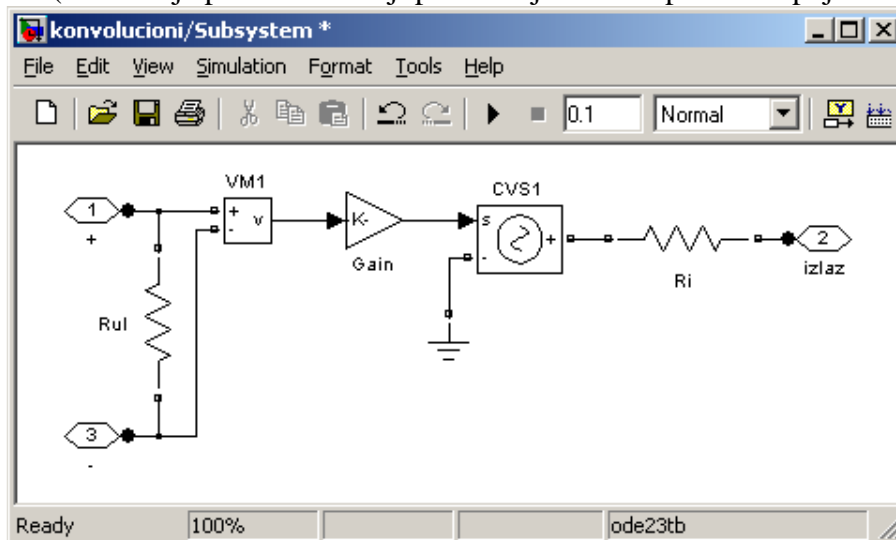 konvolucioni/Subsystem *
File Edit View Simulation Format Tools Help
0.1 Normal
VM1
CVS1
1
+
+
-
v
K-
Gain
s
-
+
Ri
2
izlaz
Rul
3
-
Ready 100% ode23tb